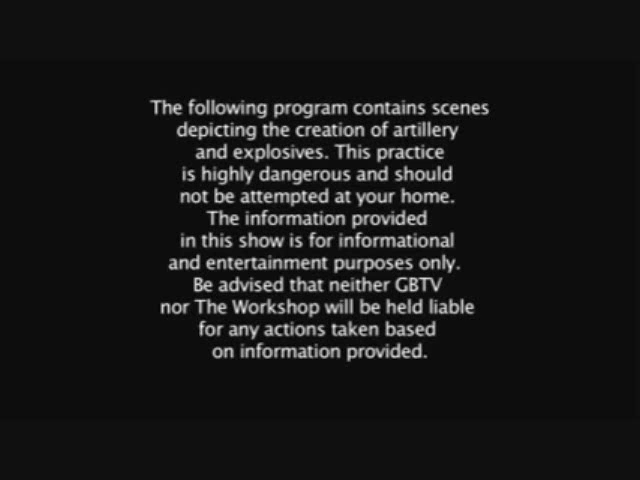 The following program contains scenes
depicting the creation of artillery
and explosives. This practice
is highly dangerous and should
not be attempted at your home.
The information provided
in this show is for informational
and entertainment purposes only.
Be advised that neither GBTV
nor The Workshop will be held liable
for any actions taken based
on information provided.